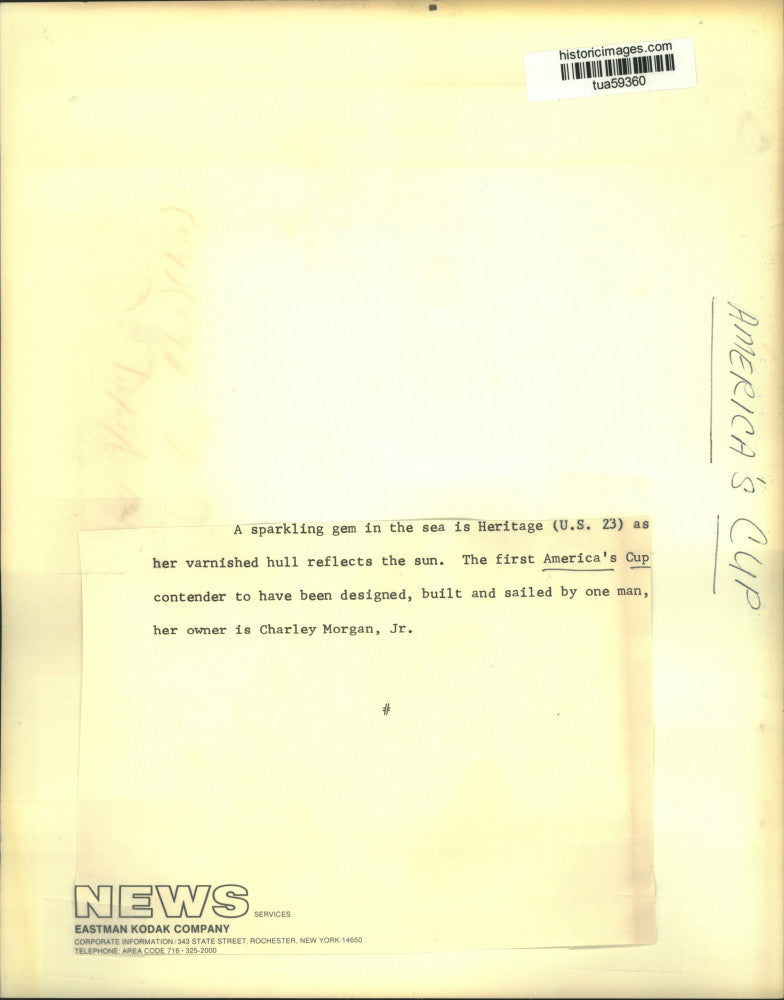 historicimages.com
tua59360
AMERICA'S CUP
A sparkling gem in the sea is Heritage (U.S. 23) as
her varnished hull reflects the sun. The first America's Cup
contender to have been designed, built and sailed by one man,
her owner is Charley Morgan, Jr.
#
NEWS SERVICES
EASTMAN KODAK COMPANY
CORPORATE INFORMATION/343 STATE STREET, ROCHESTER, NEW YORK 14650
TELEPHONE: AREA CODE 716 · 325-2000